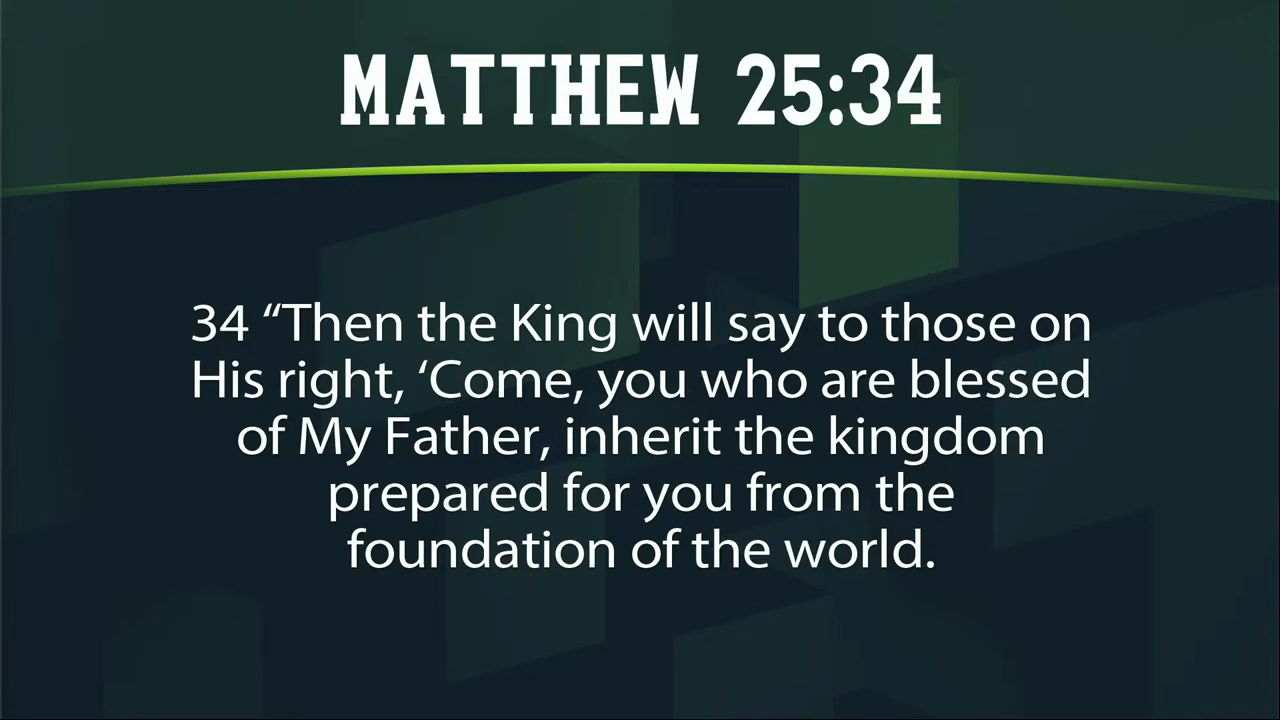 MATTHEW 25:34
34 “Then the King will say to those on
His right, ‘Come, you who are blessed
of My Father, inherit the kingdom
prepared for you from the
foundation of the world.